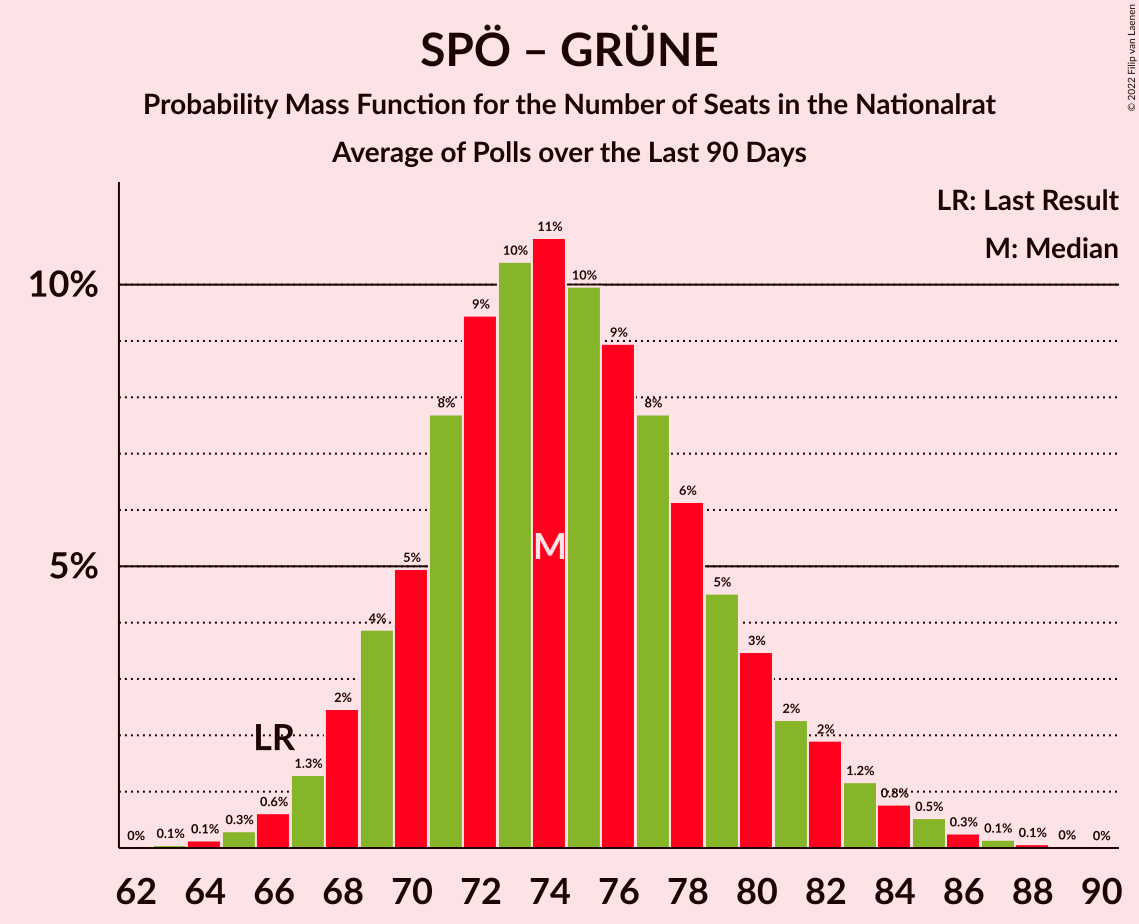 SPÖ – GRÜNE
Probability Mass Function for the Number of Seats in the Nationalrat
Average of Polls over the Last 90 Days
© 2022 Filip van Laenen
LR: Last Result
M: Median
10%
5%
0% 0.1% 0.1% 0.3% 0.6% 1.3% 2% 4% 5% 8% 9% 10% 11% 10% 9% 8% 6% 5% 3% 2% 2% 1.2% 0.8% 0.5% 0.3% 0.1% 0.1% 0% 0%
LR
M
62 64 66 68 70 72 74 76 78 80 82 84 86 88 90